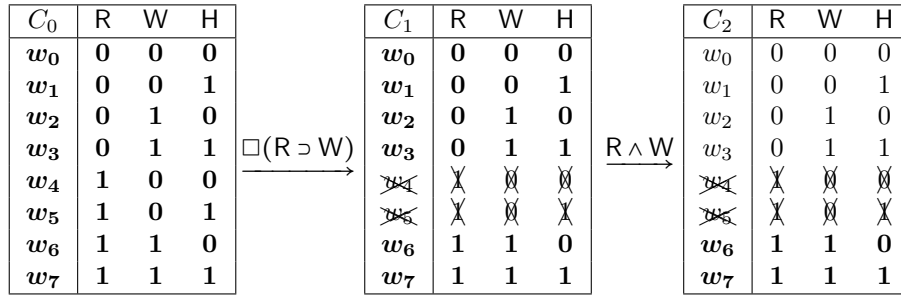 C₀ R W H C₁ R W H C₂ R W H
w₀ 0 0 0 w₀ 0 0 0 w₀ 0 0 0
w₁ 0 0 1 w₁ 0 0 1 w₁ 0 0 1
w₂ 0 1 0 w₂ 0 1 0 w₂ 0 1 0
w₃ 0 1 1 □(R ⊃ W) w₃ 0 1 1 R ∧ W w₃ 0 1 1
w₄ 1 0 0 w₄ 1 0 0 w₄ 1 0 0
w₅ 1 0 1 w₅ 1 0 1 w₅ 1 0 1
w₆ 1 1 0 w₆ 1 1 0 w₆ 1 1 0
w₇ 1 1 1 w₇ 1 1 1 w₇ 1 1 1